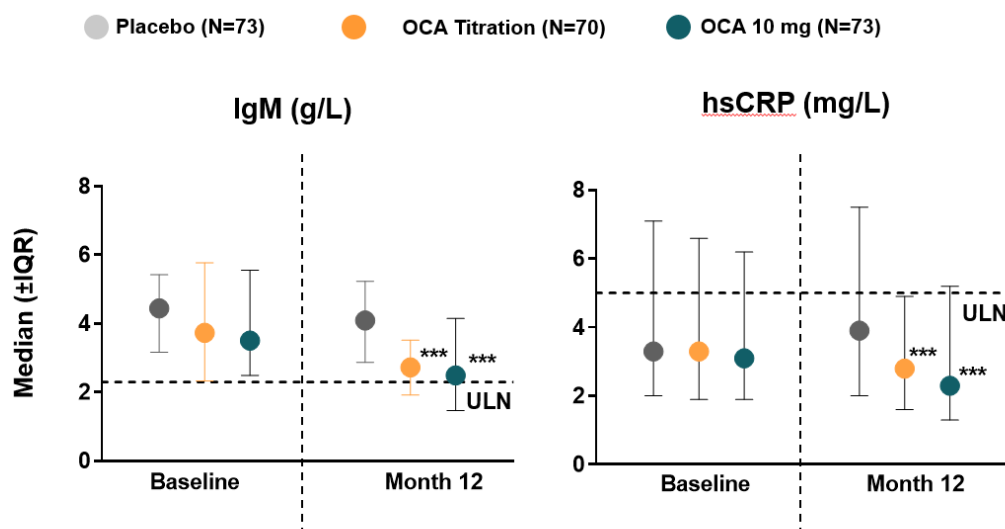 Placebo (N=73) OCA Titration (N=70) OCA 10 mg (N=73)
IgM (g/L)
Median (±IQR)
8
6
4
2
0
***
***
ULN
Baseline Month 12
hsCRP (mg/L)
8
6
4
2
0
ULN
***
***
Baseline Month 12